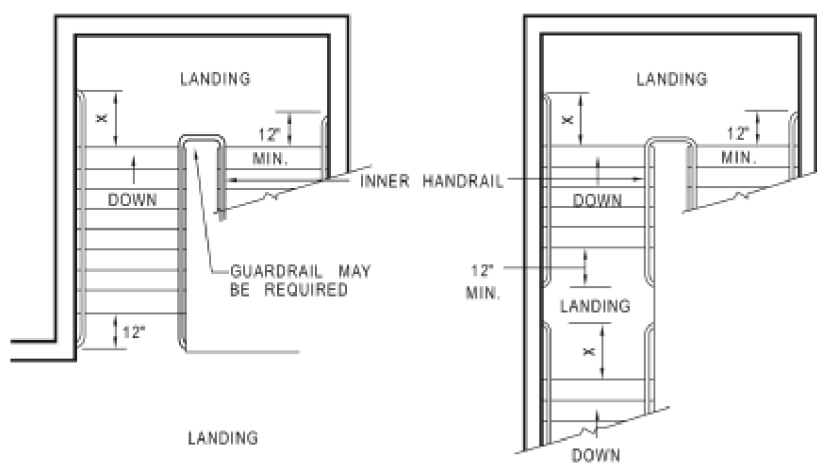 LANDING
X
12"
MIN.
DOWN
GUARDRAIL MAY
BE REQUIRED
12"
LANDING
INNER HANDRAIL
LANDING
X
12"
MIN.
DOWN
12"
MIN.
LANDING
X
DOWN